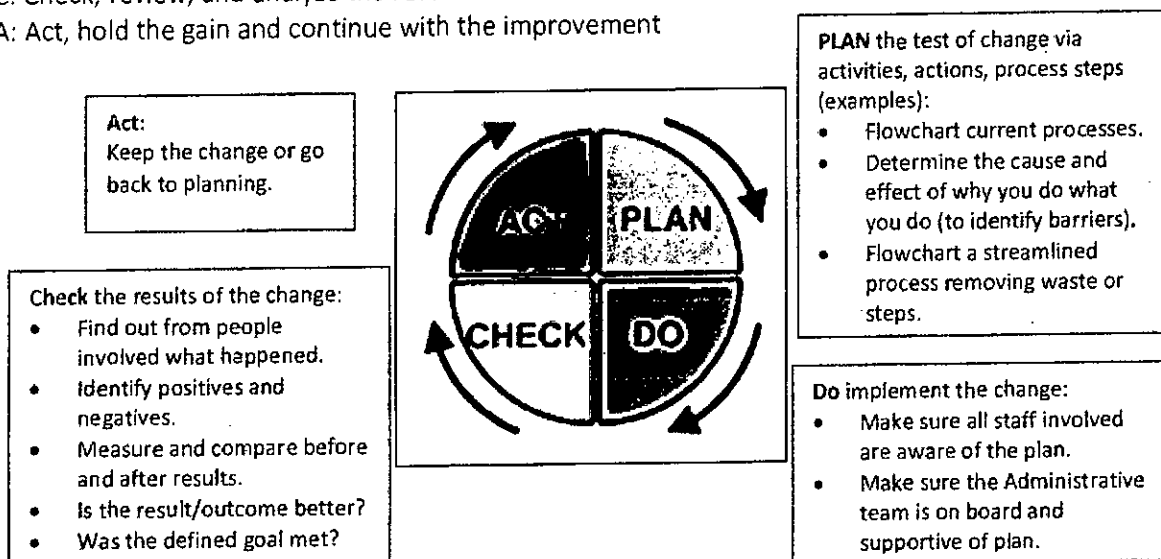 A: Act, hold the gain and continue with the improvement
Act:
Keep the change or go
back to planning.
ACT
PLAN
CHECK
DO
PLAN the test of change via
activities, actions, process steps
(examples):
• Flowchart current processes.
• Determine the cause and
effect of why you do what
you do (to identify barriers).
• Flowchart a streamlined
process removing waste or
steps.
Check the results of the change:
• Find out from people
involved what happened.
• Identify positives and
negatives.
• Measure and compare before
and after results.
• Is the result/outcome better?
• Was the defined goal met?
Do implement the change:
• Make sure all staff involved
are aware of the plan.
• Make sure the Administrative
team is on board and
supportive of plan.